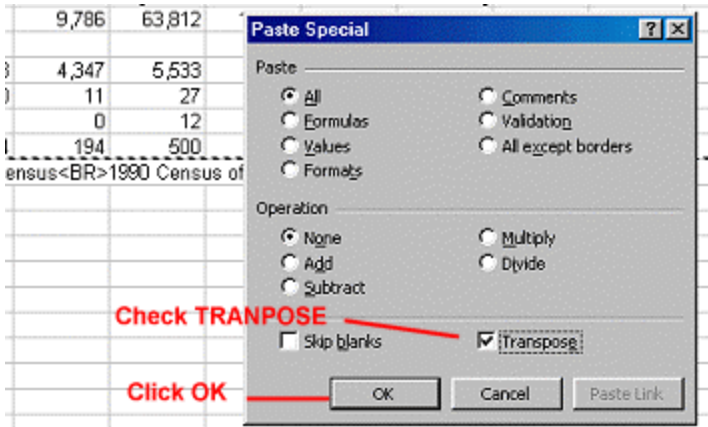 9,786 63,812
Paste Special
Paste
4,347 5,533
All Comments
11 27
Formulas Validation
0 12
Values All except borders
194 500
Formats
ensus<BR>1990 Census of
Operation
None Multiply
Add Divide
Subtract
Check TRANPOSE
Skip blanks Transpose
Click OK
OK Cancel Paste Link